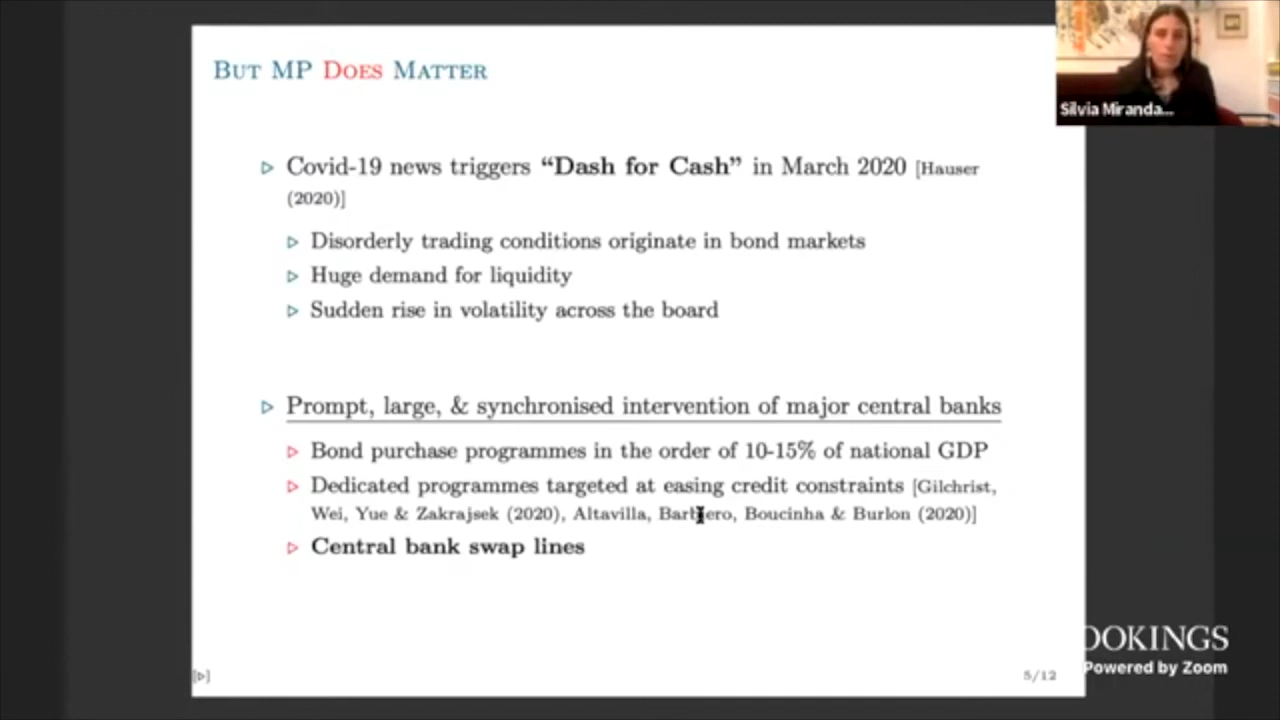 But MP Does Matter
Silvia Miranda...
▷ Covid-19 news triggers “Dash for Cash” in March 2020 [Hauser
(2020)]
▷ Disorderly trading conditions originate in bond markets
▷ Huge demand for liquidity
▷ Sudden rise in volatility across the board
▷ Prompt, large, & synchronised intervention of major central banks
▷ Bond purchase programmes in the order of 10-15% of national GDP
▷ Dedicated programmes targeted at easing credit constraints [Gilchrist,
Wei, Yue & Zakrajsek (2020), Altavilla, Barbiero, Boucinha & Burlon (2020)]
▷ Central bank swap lines
OOKINGS
Powered by Zoom
[▷]
5/12